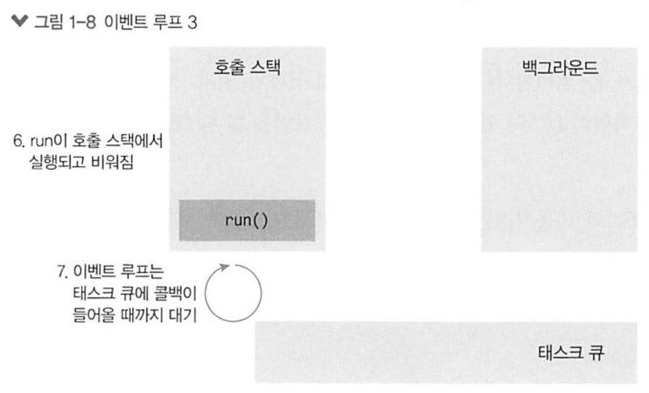 그림 1-8 이벤트 루프 3
호출 스택
백그라운드
6. run이 호출 스택에서
실행되고 비워짐
run()
7. 이벤트 루프는
태스크 큐에 콜백이
들어올 때까지 대기
태스크 큐